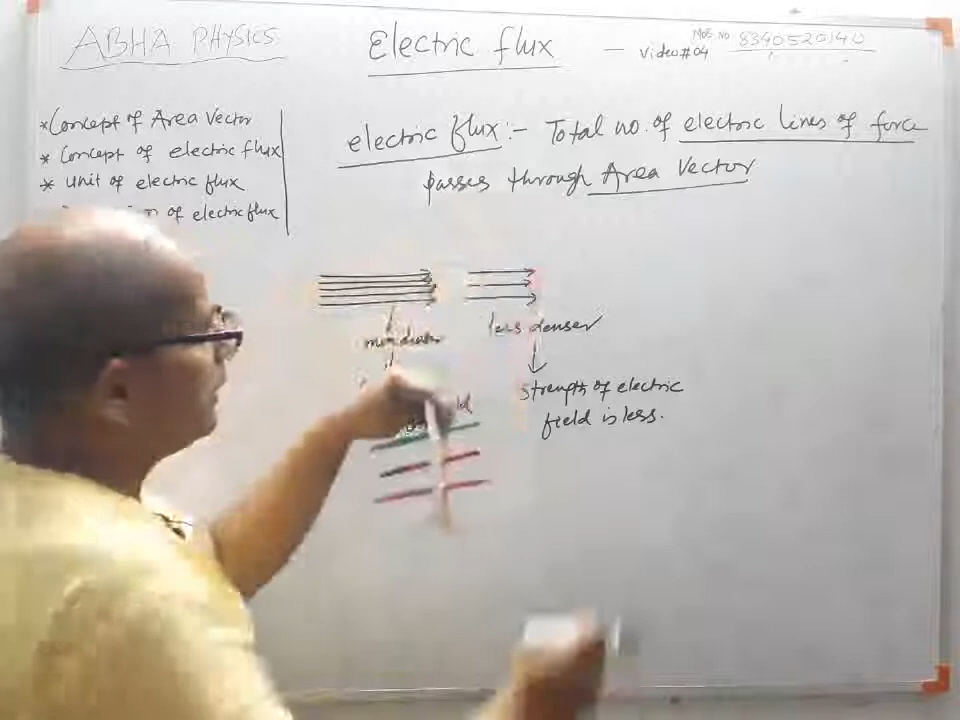 ABHA PHYSICS
Electric flux
— Video#04
MOB NO 8340520140
*Concept of Area Vector
* Concept of electric flux
* Unit of electric flux
of electric flux
electric flux:- Total no. of electric lines of force
passes through Area Vector
less denser
Strength of electric
field is less.